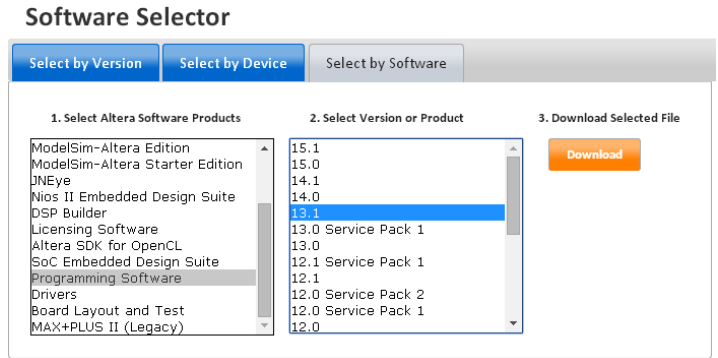 Software Selector
Select by Version
Select by Device
Select by Software
1. Select Altera Software Products
2. Select Version or Product
3. Download Selected File
ModelSim-Altera Edition
ModelSim-Altera Starter Edition
JNEye
Nios II Embedded Design Suite
DSP Builder
Licensing Software
Altera SDK for OpenCL
SoC Embedded Design Suite
Programming Software
Drivers
Board Layout and Test
MAX+PLUS II (Legacy)
15.1
15.0
14.1
14.0
13.1
13.0 Service Pack 1
13.0
12.1 Service Pack 1
12.1
12.0 Service Pack 2
12.0 Service Pack 1
12.0
Download